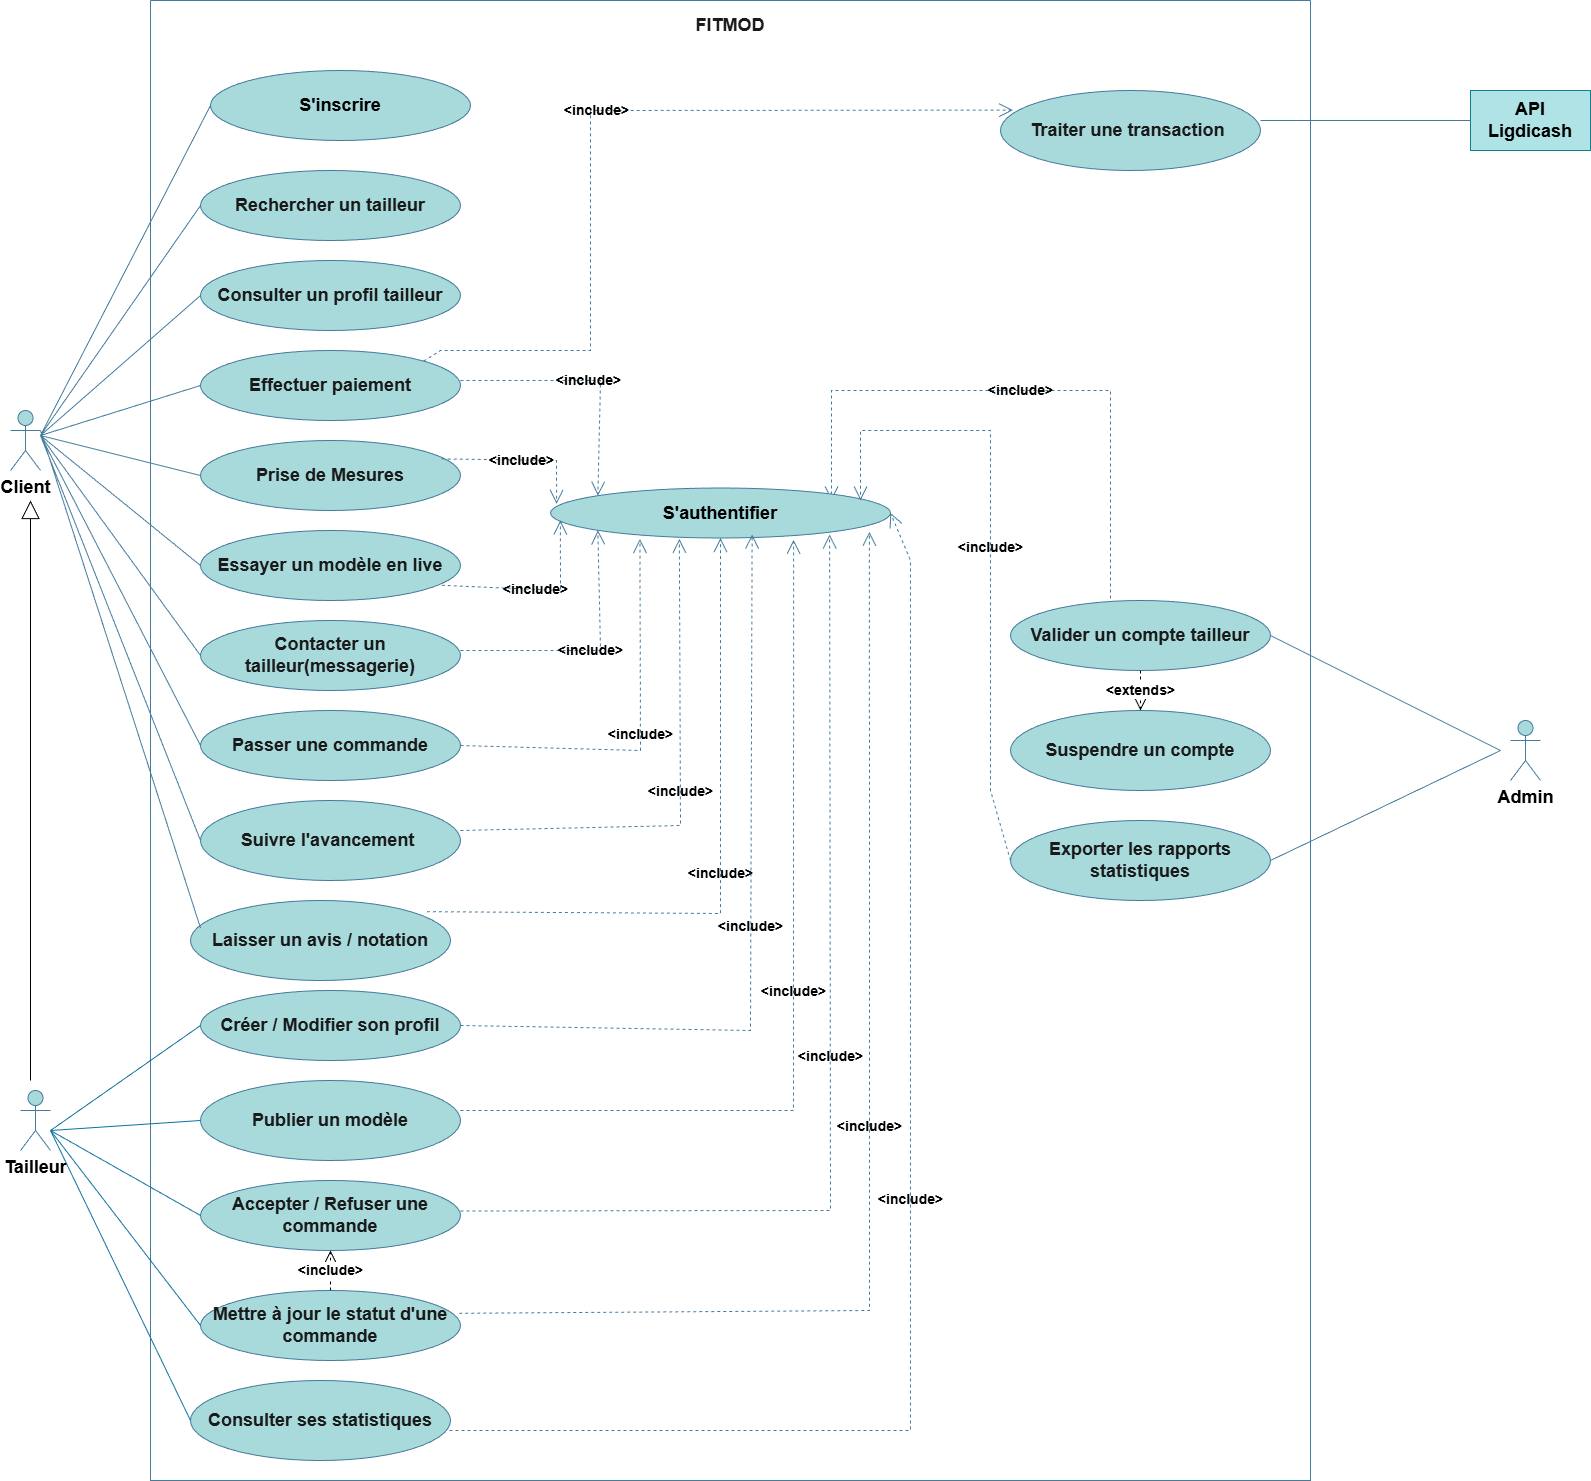 FITMOD
S'inscrire
<include>
Traiter une transaction
API
Ligdicash
Rechercher un tailleur
Consulter un profil tailleur
Effectuer paiement
<include>
<include>
Client
Prise de Mesures
<include>
S'authentifier
<include>
Essayer un modèle en live
<include>
Contacter un
tailleur(messagerie)
<include>
Valider un compte tailleur
<extends>
Passer une commande
<include>
Suspendre un compte
Admin
<include>
Suivre l'avancement
Exporter les rapports
statistiques
<include>
Laisser un avis / notation
<include>
<include>
Créer / Modifier son profil
<include>
Publier un modèle
<include>
Tailleur
Accepter / Refuser une
commande
<include>
<include>
Mettre à jour le statut d'une
commande
Consulter ses statistiques